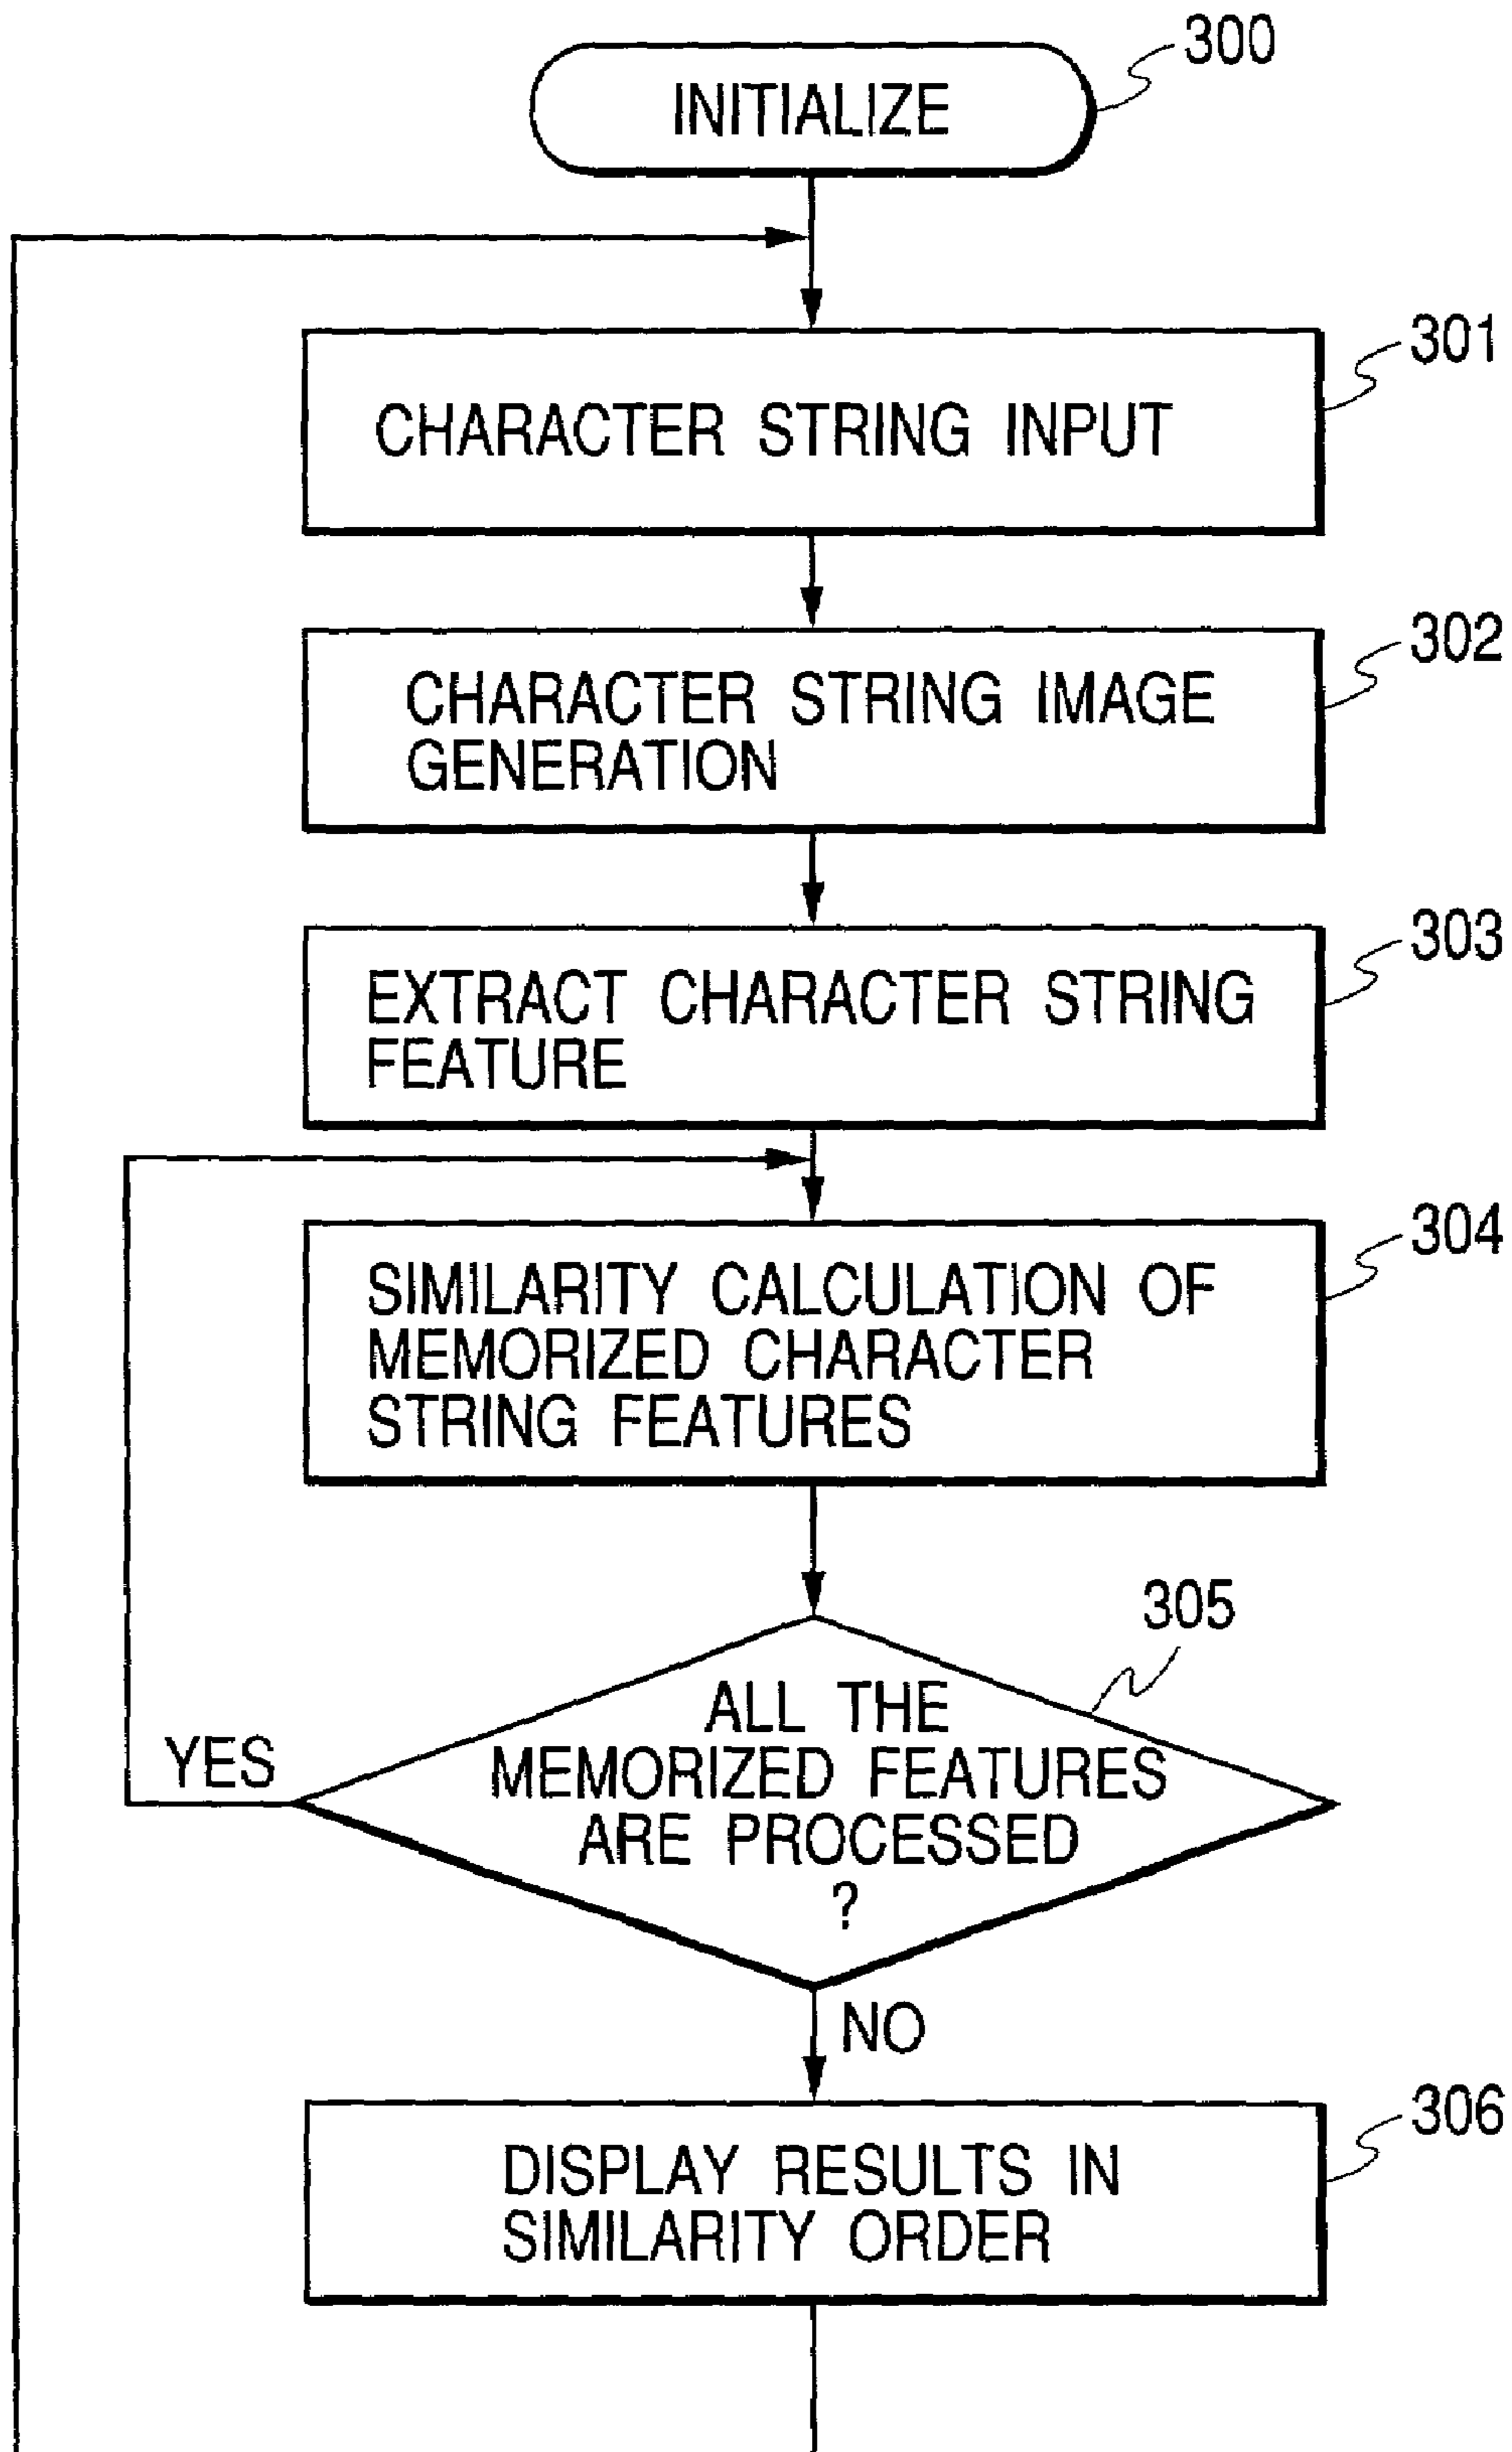 300
INITIALIZE
301
CHARACTER STRING INPUT
302
CHARACTER STRING IMAGE
GENERATION
303
EXTRACT CHARACTER STRING
FEATURE
304
SIMILARITY CALCULATION OF
MEMORIZED CHARACTER
STRING FEATURES
305
ALL THE
MEMORIZED FEATURES
ARE PROCESSED
?
YES
NO
306
DISPLAY RESULTS IN
SIMILARITY ORDER